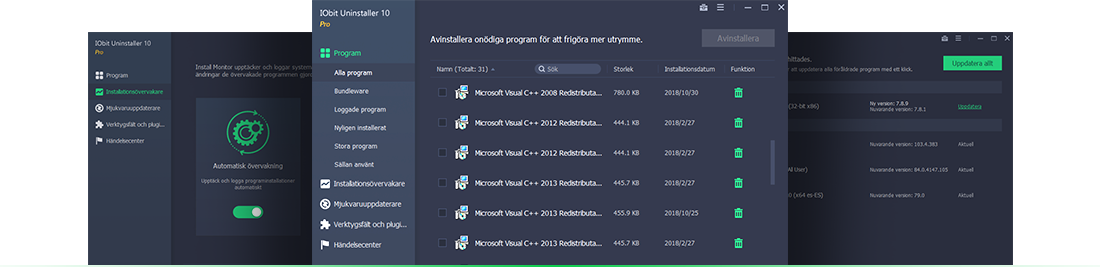 IObit Uninstaller 10
Pro
Program
Installationsövervakare
Mjukvaruuppdaterare
Verktygsfält och plugi...
Händelsecenter
Install Monitor upptäcker och loggar systeme
ändringar de övervakade programmen gjor
Automatisk övervakning
Upptäck och logga programinstallationer
automatiskt
IObit Uninstaller 10
Pro
Program
Alla program
Bundleware
Loggade program
Nyligen installerat
Stora program
Sällan använt
Installationsövervakare
Mjukvaruuppdaterare
Verktygsfält och plugi...
Händelsecenter
Avinstallera onödiga program för att frigöra mer utrymme.
Avinstallera
Namn (Totalt: 31) Sök Storlek Installationsdatum Funktion
Microsoft Visual C++ 2008 Redistributa... 780.0 KB 2018/10/30
Microsoft Visual C++ 2012 Redistributa... 444.1 KB 2018/2/27
Microsoft Visual C++ 2012 Redistributa... 444.1 KB 2018/2/27
Microsoft Visual C++ 2013 Redistributa... 445.7 KB 2018/2/27
Microsoft Visual C++ 2013 Redistributa... 455.9 KB 2018/10/25
Microsoft Visual C++ 2013 Redistributa... 445.7 KB 2018/2/27
hittades.
att uppdatera alla föråldrade program med ett klick.
Uppdatera allt
(32-bit x86) Ny version: 7.8.9
Nuvarande version: 7.8.1 Uppdatera
Nuvarande version: 103.4.383 Aktuell
All User) Nuvarande version: 84.0.4147.105 Aktuell
(x64 es-ES) Nuvarande version: 79.0 Aktuell